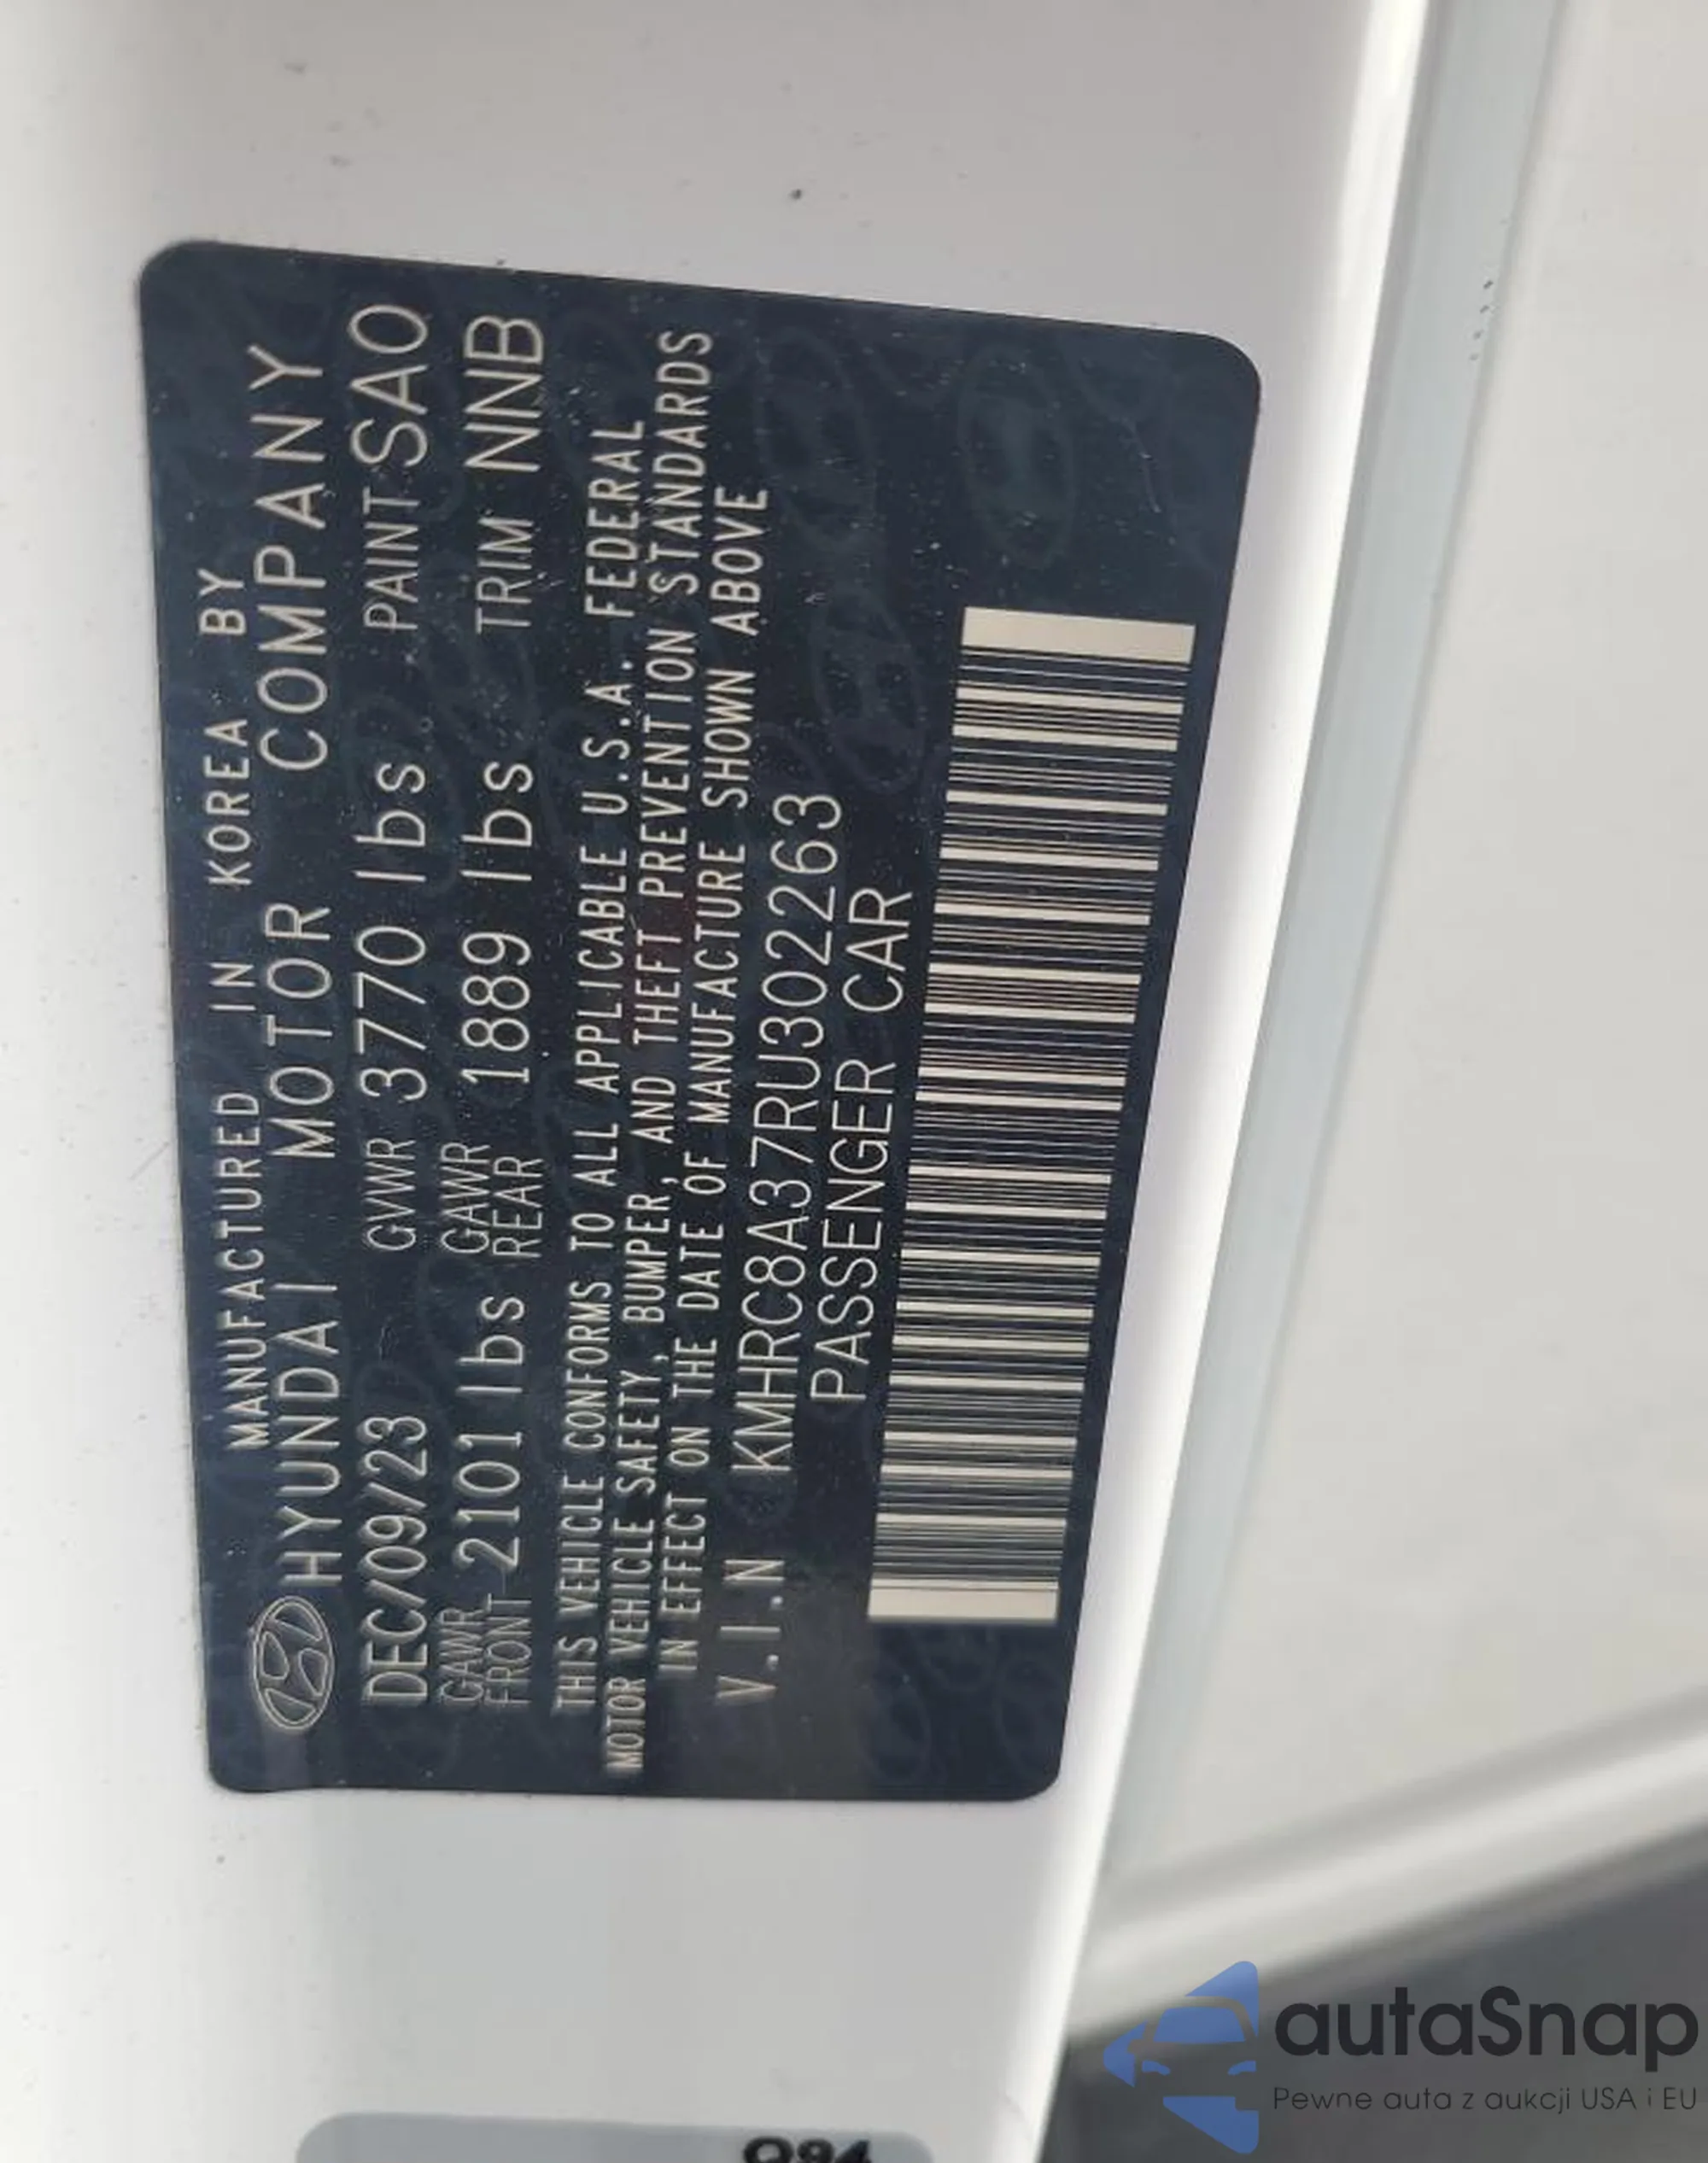 MANUFACTURED IN KOREA BY
HYUNDAI MOTOR COMPANY
DEC/09/23 GVWR 3770 lbs PAINT SAO
GAWR FRONT 2101 lbs GAWR REAR 1889 lbs TRIM NNB
THIS VEHICLE CONFORMS TO ALL APPLICABLE U.S.A. FEDERAL
MOTOR VEHICLE SAFETY, BUMPER, AND THEFT PREVENTION STANDARDS
IN EFFECT ON THE DATE OF MANUFACTURE SHOWN ABOVE
V.I.N KMHRC8A37RU302263
PASSENGER CAR
autaSnap
Pewne auta z aukcji USA i EU